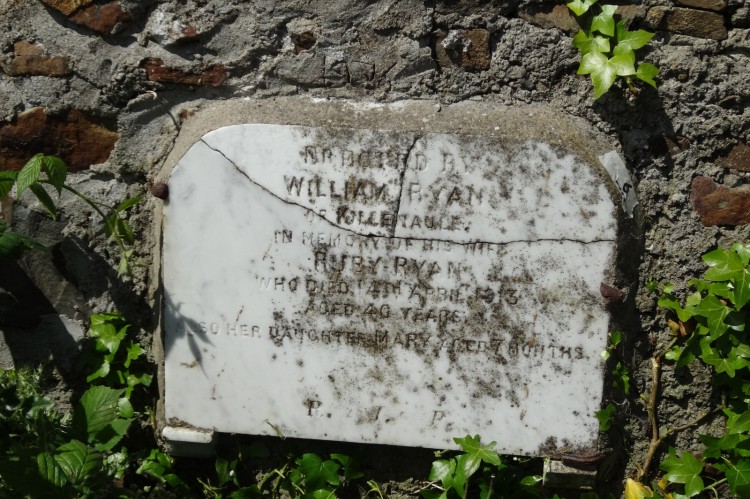 ERECTED BY
WILLIAM RYAN
OF KILLENAULE
IN MEMORY OF HIS WIFE
RUBY RYAN
WHO DIED 14TH APRIL 1913
AGED 40 YEARS
ALSO HER DAUGHTER MARY AGED 7 MONTHS.
R. I. P.